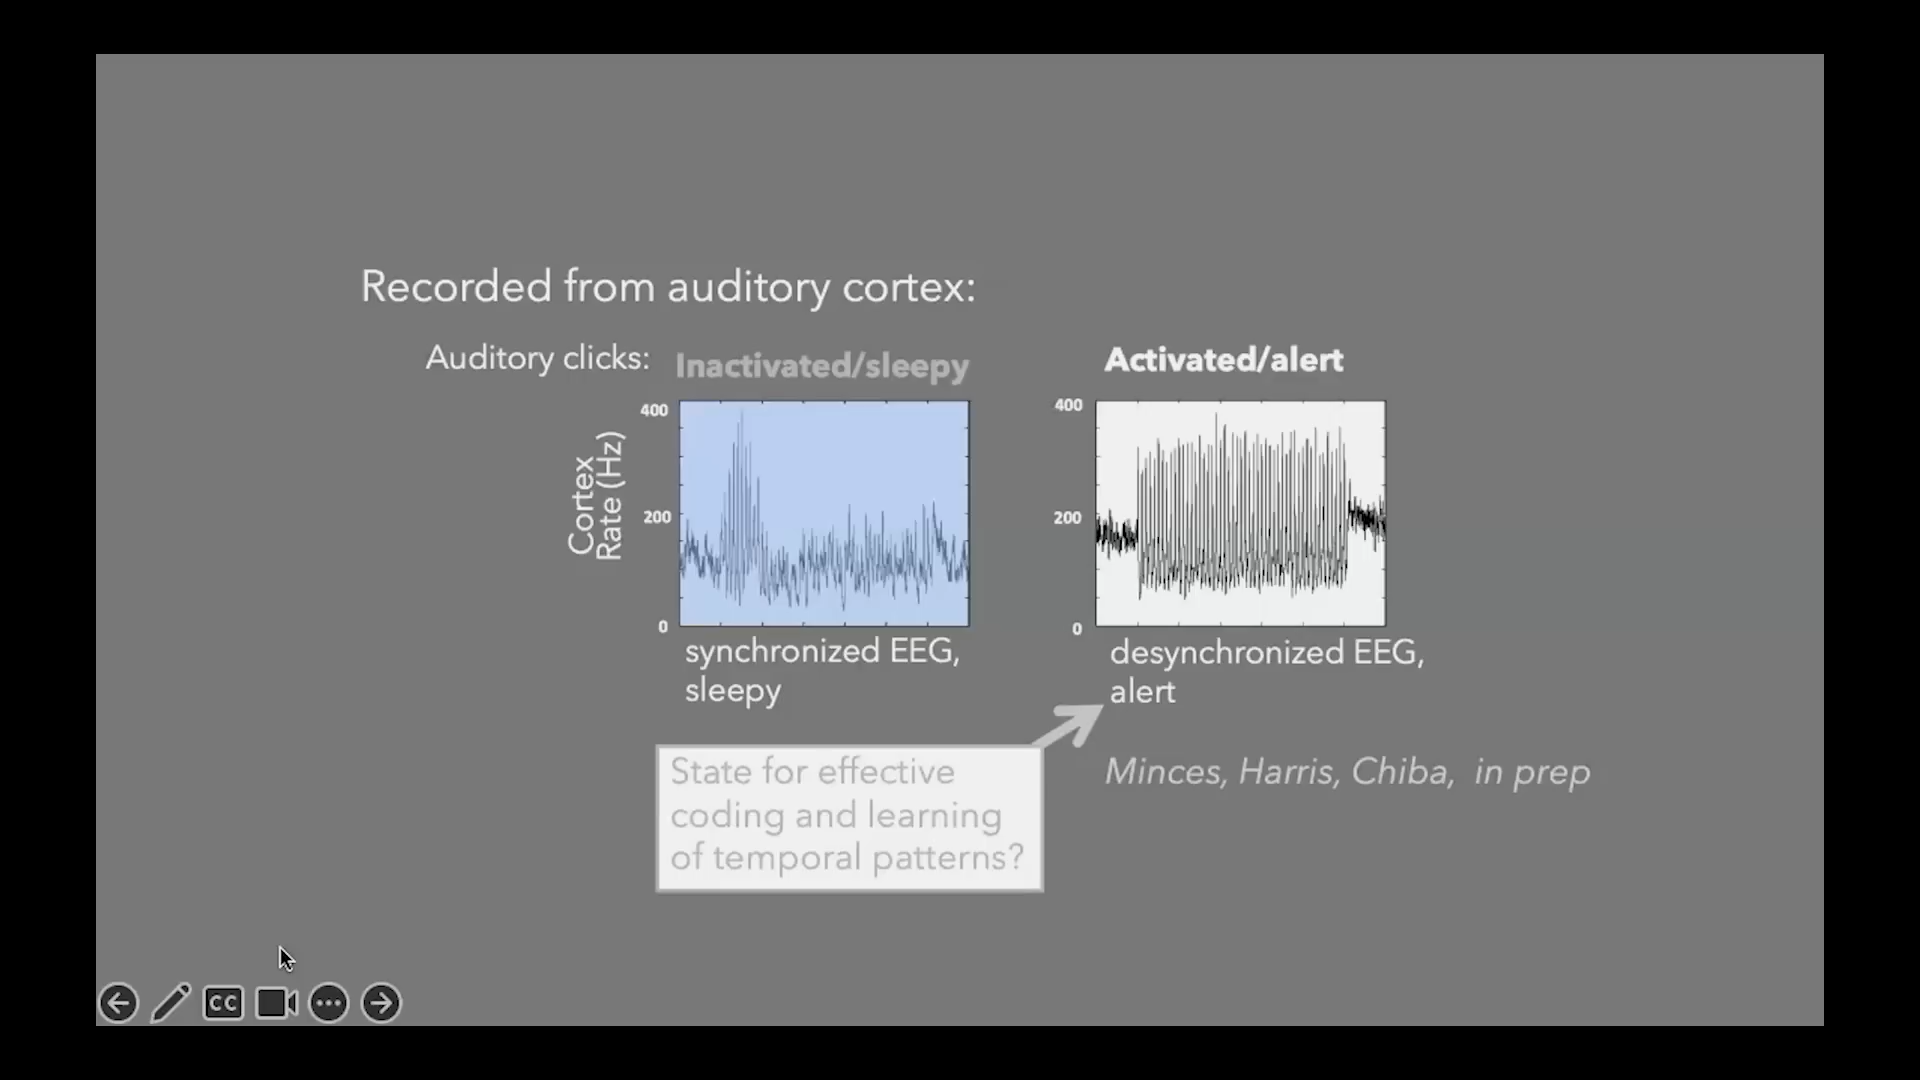 Recorded from auditory cortex:
Auditory clicks:
Inactivated/sleepy
Activated/alert
Cortex
Rate (Hz)
400
200
0
400
200
0
synchronized EEG,
sleepy
desynchronized EEG,
alert
State for effective
coding and learning
of temporal patterns?
Minces, Harris, Chiba, in prep
CC